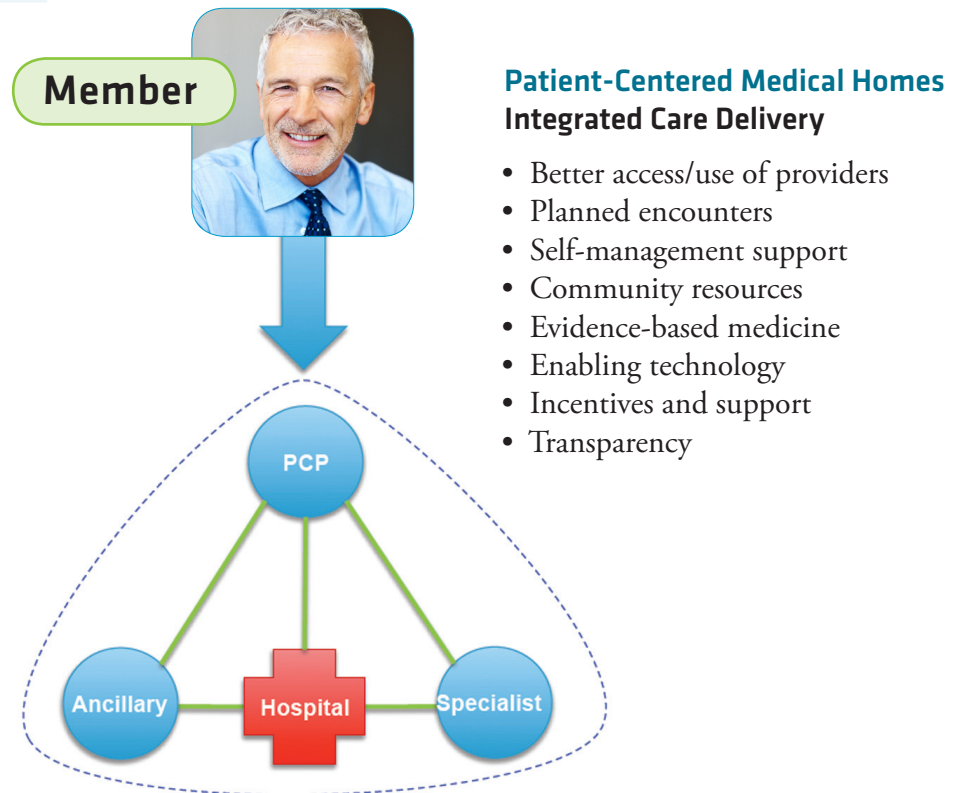 Member
Patient-Centered Medical Homes
Integrated Care Delivery
• Better access/use of providers
• Planned encounters
• Self-management support
• Community resources
• Evidence-based medicine
• Enabling technology
• Incentives and support
• Transparency
PCP
Ancillary
Hospital
Specialist